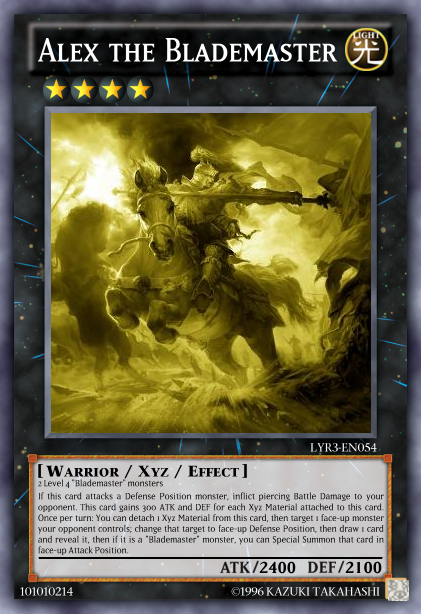 ALEX THE BLADEMASTER
LIGHT
光
LYR3-EN054
[ WARRIOR / XYZ / EFFECT ]
2 Level 4 "Blademaster" monsters
If this card attacks a Defense Position monster, inflict piercing Battle Damage to your
opponent. This card gains 300 ATK and DEF for each Xyz Material attached to this card.
Once per turn: You can detach 1 Xyz Material from this card, then target 1 face-up monster
your opponent controls; change that target to face-up Defense Position, then draw 1 card
and reveal it, then if it is a "Blademaster" monster, you can Special Summon that card in
face-up Attack Position.
ATK/2400 DEF/2100
101010214 ©1996 KAZUKI TAKAHASHI